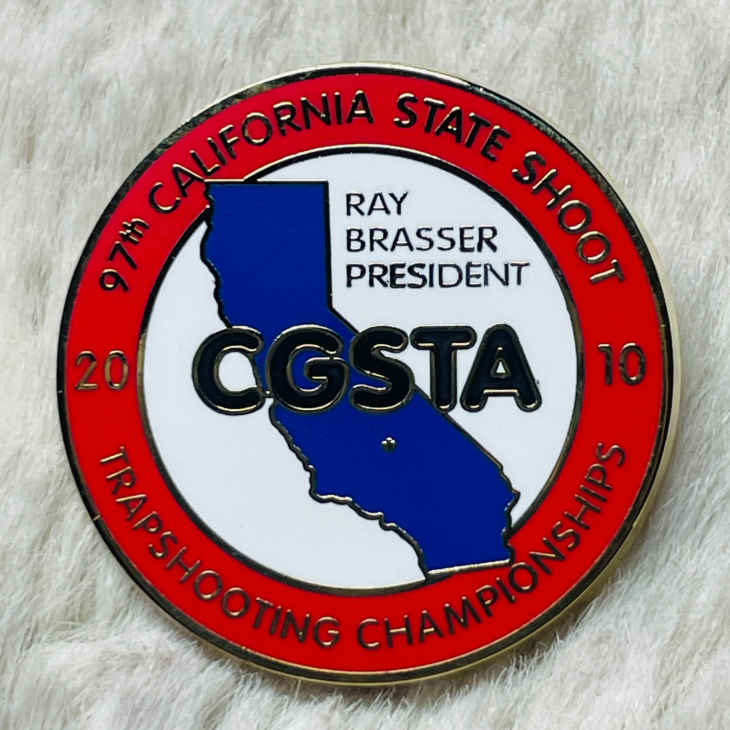 97th CALIFORNIA STATE SHOOT
RAY
BRASSER
PRESIDENT
CGSTA
20 10
TRAPSHOOTING CHAMPIONSHIPS